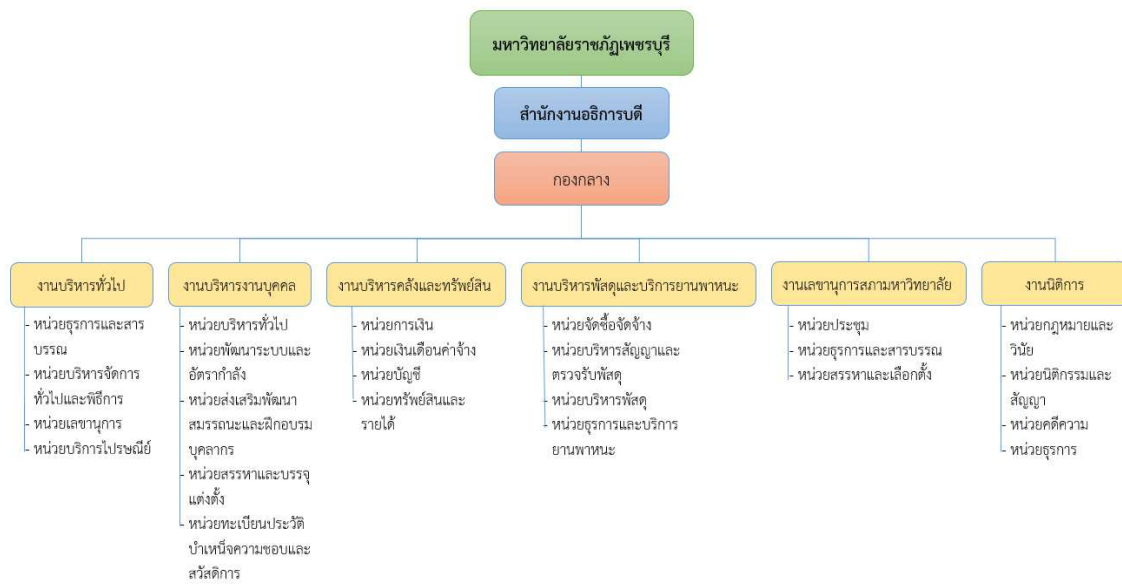 มหาวิทยาลัยราชภัฏเพชรบุรี
สำนักงานอธิการบดี
กองกลาง
งานบริหารทั่วไป
- หน่วยธุรการและสาร
บรรณ
- หน่วยบริหารจัดการ
ทั่วไปและพิธีการ
- หน่วยเลขานุการ
- หน่วยบริการไปรษณีย์
งานบริหารงานบุคคล
- หน่วยบริหารทั่วไป
- หน่วยพัฒนาระบบและ
อัตรากำลัง
- หน่วยส่งเสริมพัฒนา
สมรรถนะและฝึกอบรม
บุคลากร
- หน่วยสรรหาและบรรจุ
แต่งตั้ง
- หน่วยทะเบียนประวัติ
บำเหน็จความชอบและ
สวัสดิการ
งานบริหารคลังและทรัพย์สิน
- หน่วยการเงิน
- หน่วยเงินเดือนค่าจ้าง
- หน่วยบัญชี
- หน่วยทรัพย์สินและ
รายได้
งานบริหารพัสดุและบริการยานพาหนะ
- หน่วยจัดซื้อจัดจ้าง
- หน่วยบริหารสัญญาและ
ตรวจรับพัสดุ
- หน่วยบริหารพัสดุ
- หน่วยธุรการและบริการ
ยานพาหนะ
งานเลขานุการสภามหาวิทยาลัย
- หน่วยประชุม
- หน่วยธุรการและสารบรรณ
- หน่วยสรรหาและเลือกตั้ง
งานนิติการ
- หน่วยกฎหมายและ
วินัย
- หน่วยนิติกรรมและ
สัญญา
- หน่วยคดีความ
- หน่วยธุรการ